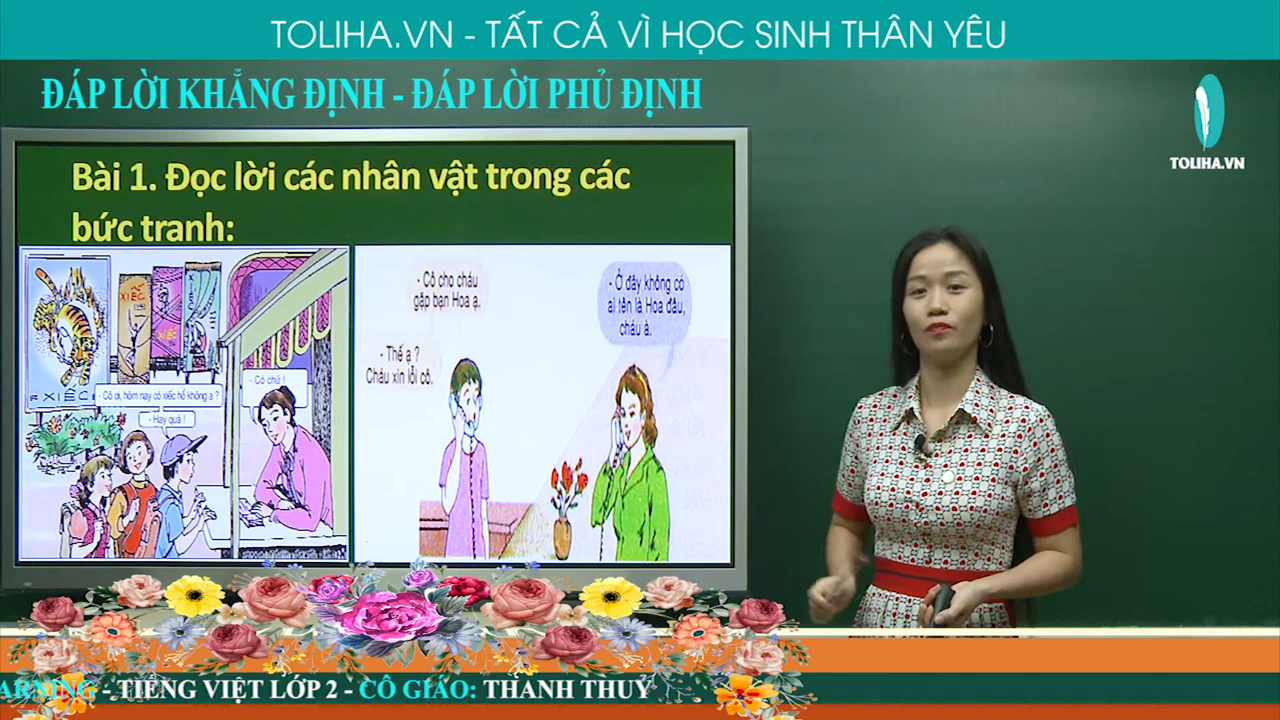 TOLIHA.VN - TẤT CẢ VÌ HỌC SINH THÂN YÊU
ĐÁP LỜI KHẲNG ĐỊNH - ĐÁP LỜI PHỦ ĐỊNH
TOLIHA.VN
Bài 1. Đọc lời các nhân vật trong các
bức tranh:
XIẾC
XIẾC
XIẾC
- Cô ơi, hôm nay có xiếc hổ không ạ ?
- Có chứ !
- Hay quá !
- Cô cho cháu
gặp bạn Hoa ạ.
- Ở đây không có
ai tên là Hoa đâu,
cháu à.
- Thế ạ ?
Cháu xin lỗi cô.
ARNING - TIẾNG VIỆT LỚP 2 - CÔ GIÁO: THANH THUỶ